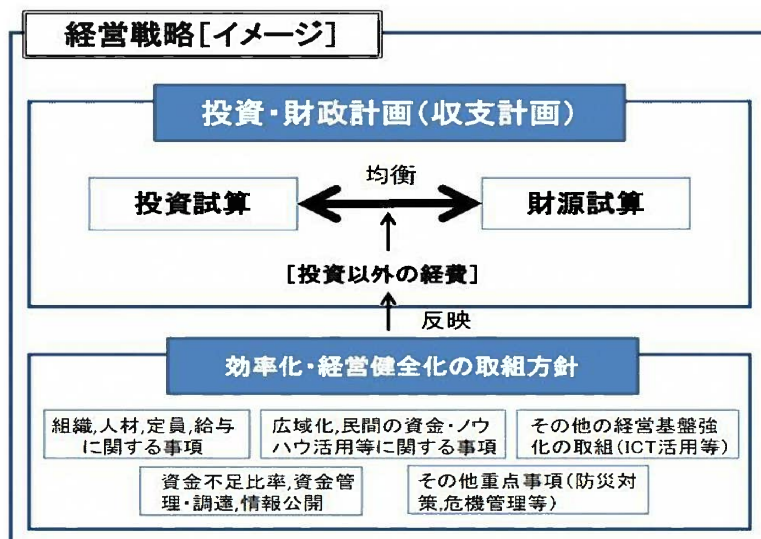 経営戦略[イメージ]
投資・財政計画(収支計画)
均衡
投資試算
財源試算
[投資以外の経費]
反映
効率化・経営健全化の取組方針
組織,人材,定員,給与
に関する事項
広域化,民間の資金・ノウ
ハウ活用等に関する事項
その他の経営基盤強
化の取組(ICT活用等)
資金不足比率,資金管
理・調達,情報公開
その他重点事項(防災対
策,危機管理等)